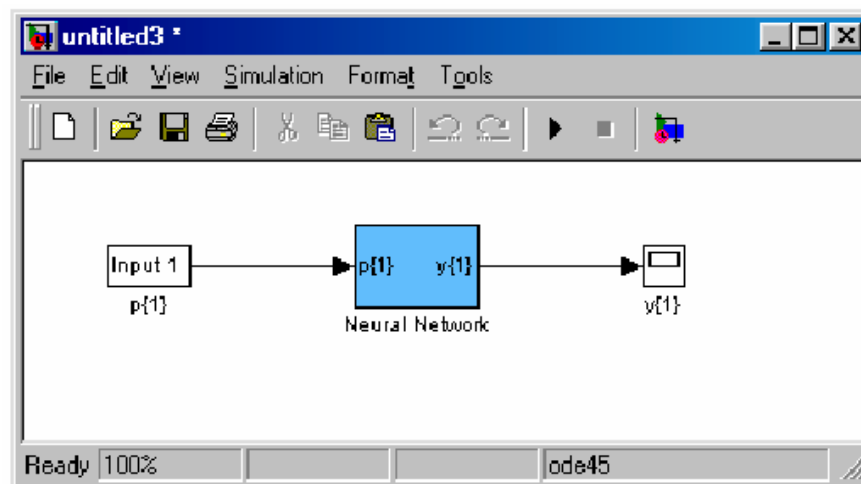 untitled3 *
File Edit View Simulation Format Tools
Input 1
p{1}
p{1} y{1}
Neural Network
y{1}
Ready 100% ode45